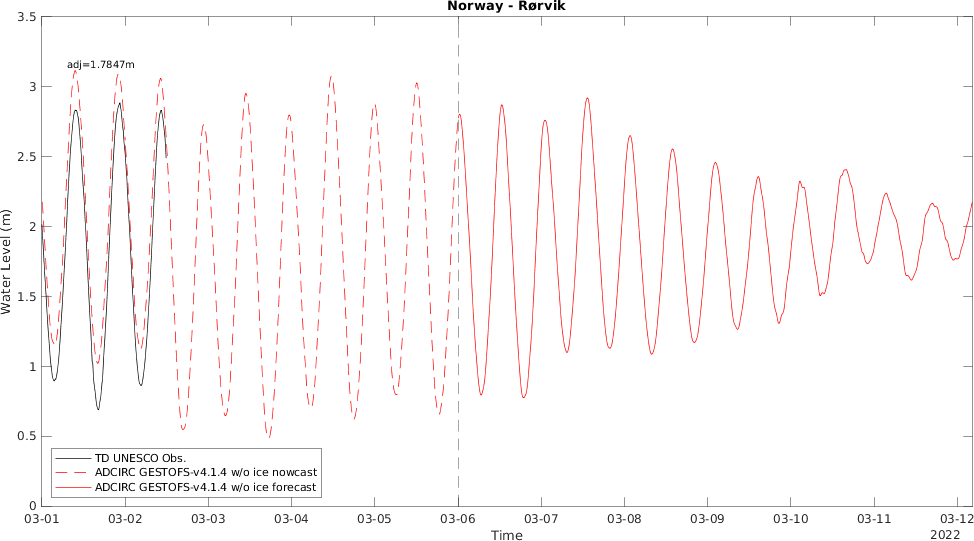 Norway - Rørvik
3.5
3
2.5
2
1.5
1
0.5
0
Water Level (m)
adj=1.7847m
TD UNESCO Obs.
ADCIRC GESTOFS-v4.1.4 w/o ice nowcast
ADCIRC GESTOFS-v4.1.4 w/o ice forecast
03-01 03-02 03-03 03-04 03-05 03-06 03-07 03-08 03-09 03-10 03-11 03-12
Time 2022